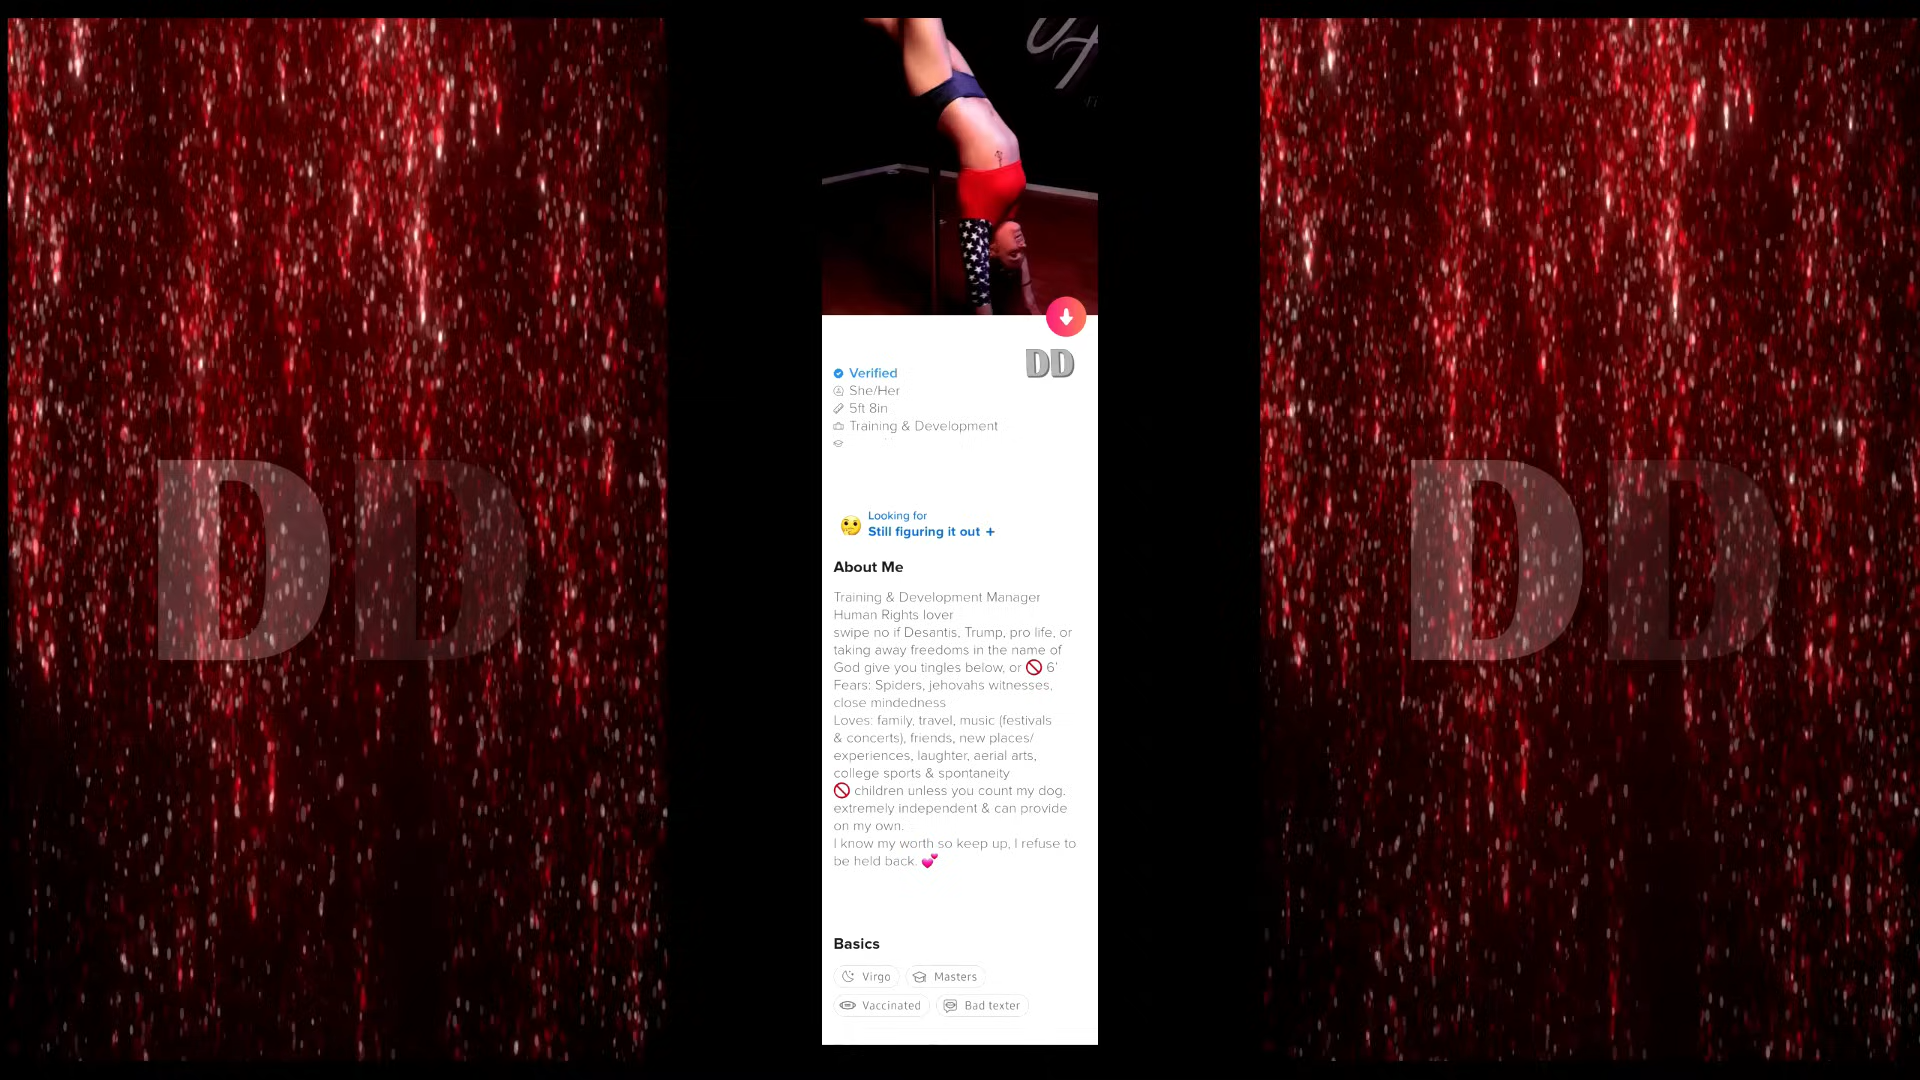 DD
Verified
She/Her
5ft 8in
Training & Development
Looking for
Still figuring it out +
About Me
Training & Development Manager
Human Rights lover
swipe no if Desantis, Trump, pro life, or
taking away freedoms in the name of
God give you tingles below, or 🚫 6'
Fears: Spiders, jehovahs witnesses,
close mindedness
Loves: family, travel, music (festivals
& concerts), friends, new places/
experiences, laughter, aerial arts,
college sports & spontaneity
🚫 children unless you count my dog.
extremely independent & can provide
on my own.
I know my worth so keep up, I refuse to
be held back. 💕
Basics
Virgo Masters
Vaccinated Bad texter
DD
DD